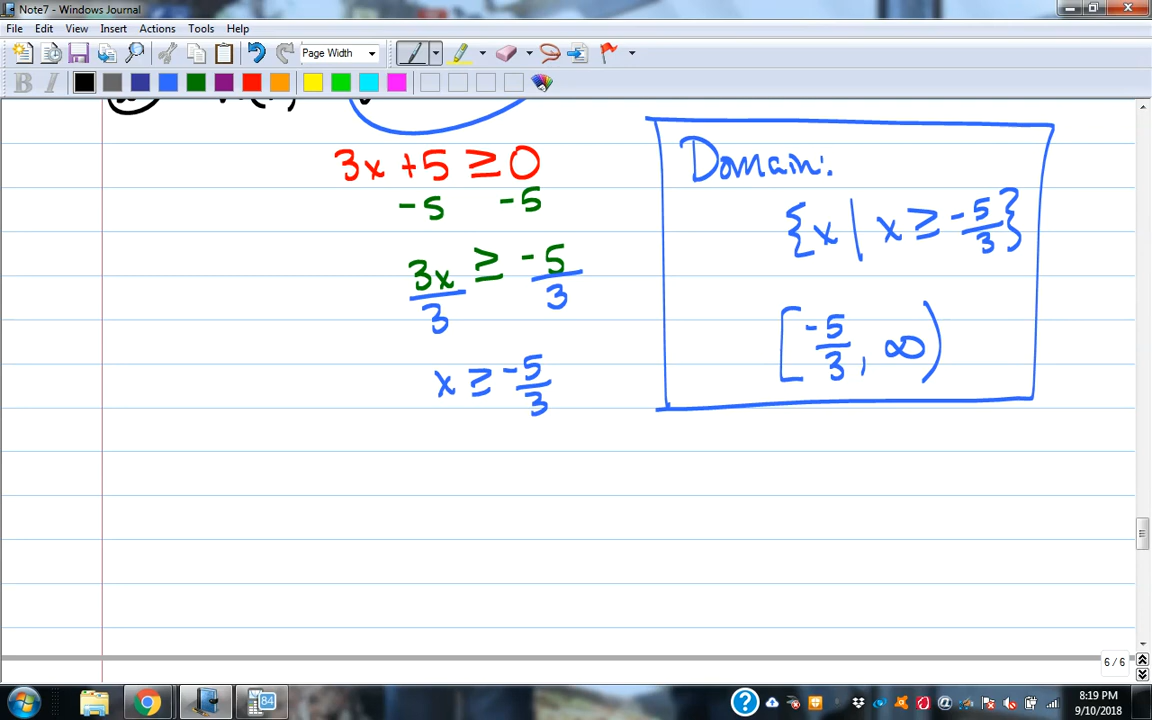 Note7 - Windows Journal
File Edit View Insert Actions Tools Help
Page Width
B I
3x + 5 ≥ 0
-5 -5
3x/3 ≥ -5/3
x ≥ -5/3
Domain:
{x | x ≥ -5/3}
[-5/3, ∞)
6 / 6
84
8:19 PM
9/10/2018